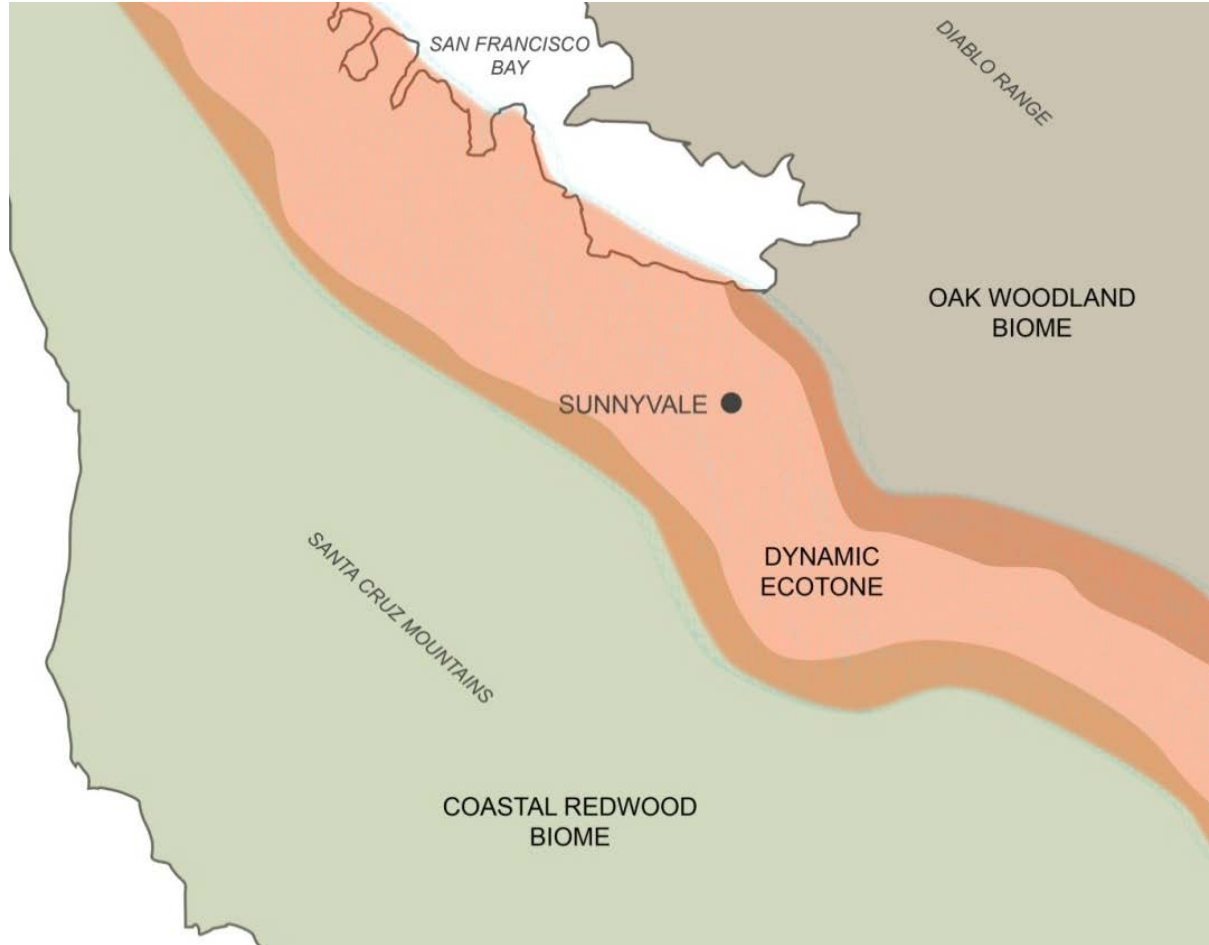 SAN FRANCISCO
BAY
DIABLO RANGE
OAK WOODLAND
BIOME
SUNNYVALE
DYNAMIC
ECOTONE
SANTA CRUZ MOUNTAINS
COASTAL REDWOOD
BIOME